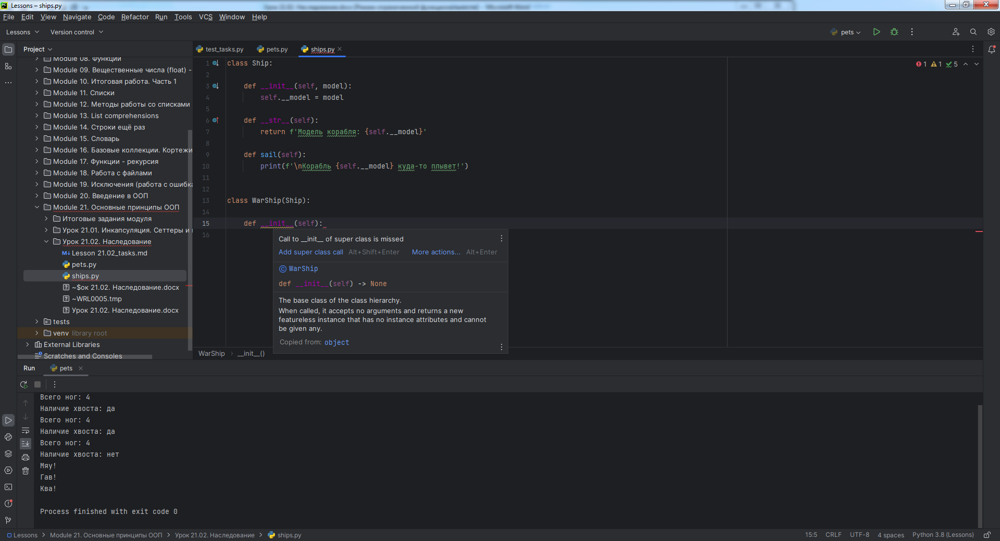 Lessons – ships.py
File Edit View Navigate Code Refactor Run Tools VCS Window Help
Lessons Version control pets
Project
test_tasks.py pets.py ships.py
Module 08. Функции
Module 09. Вещественные числа (float) -
Module 10. Итоговая работа. Часть 1
Module 11. Списки
Module 12. Методы работы со списками
Module 13. List comprehensions
Module 14. Строки ещё раз
Module 15. Словарь
Module 16. Базовые коллекции. Кортежи
Module 17. Функции - рекурсия
Module 18. Работа с файлами
Module 19. Исключения (работа с ошибка
Module 20. Введение в ООП
Module 21. Основные принципы ООП
Итоговые задания модуля
Урок 21.01. Инкапсуляция. Сеттеры и
Урок 21.02. Наследование
Lesson 21.02_tasks.md
pets.py
ships.py
~$ок 21.02. Наследование.docx
~WRL0005.tmp
Урок 21.02. Наследование.docx
tests
venv library root
External Libraries
Scratches and Consoles
1 class Ship:
2
3 def __init__(self, model):
4 self.__model = model
5
6 def __str__(self):
7 return f'Модель корабля: {self.__model}'
8
9 def sail(self):
10 print(f'\nКорабль {self.__model} куда-то плывет!')
11
12
13 class WarShip(Ship):
14
15 def __init__(self):
16
1 1 5
Call to __init__ of super class is missed
Add super class call Alt+Shift+Enter More actions... Alt+Enter
WarShip
def __init__(self) -> None
The base class of the class hierarchy.
When called, it accepts no arguments and returns a new
featureless instance that has no instance attributes and cannot
be given any.
Copied from: object
WarShip __init__()
Run pets
Всего ног: 4
Наличие хвоста: да
Всего ног: 4
Наличие хвоста: да
Всего ног: 4
Наличие хвоста: нет
Мяу!
Гав!
Ква!
Process finished with exit code 0
Lessons Module 21. Основные принципы ООП Урок 21.02. Наследование ships.py
15:5 CRLF UTF-8 4 spaces Python 3.8 (Lessons)